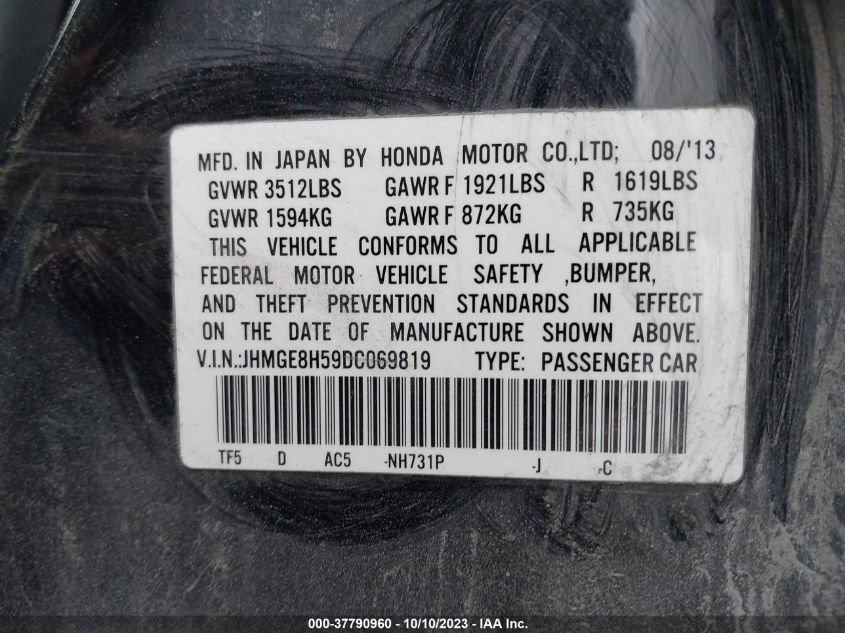 MFD. IN JAPAN BY HONDA MOTOR CO.,LTD; 08/'13
GVWR 3512LBS GAWR F 1921LBS R 1619LBS
GVWR 1594KG GAWR F 872KG R 735KG
THIS VEHICLE CONFORMS TO ALL APPLICABLE
FEDERAL MOTOR VEHICLE SAFETY ,BUMPER,
AND THEFT PREVENTION STANDARDS IN EFFECT
ON THE DATE OF MANUFACTURE SHOWN ABOVE.
V.I.N.:JHMGE8H59DC069819 TYPE: PASSENGER CAR
TF5 D AC5 -NH731P -J -C
000-37790960 - 10/10/2023 - IAA Inc.